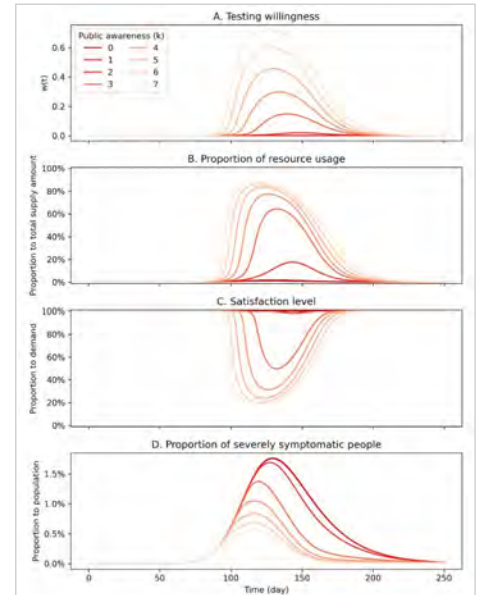 A. Testing willingness
Public awareness (k)
0 4
1 5
2 6
3 7
w(t)
0.6
0.4
0.2
0.0
B. Proportion of resource usage
Proportion to total supply amount
100%
80%
60%
40%
20%
0%
C. Satisfaction level
Proportion to demand
100%
80%
60%
40%
20%
0%
D. Proportion of severely symptomatic people
Proportion to population
1.5%
1.0%
0.5%
0.0%
0 50 100 150 200 250
Time (day)